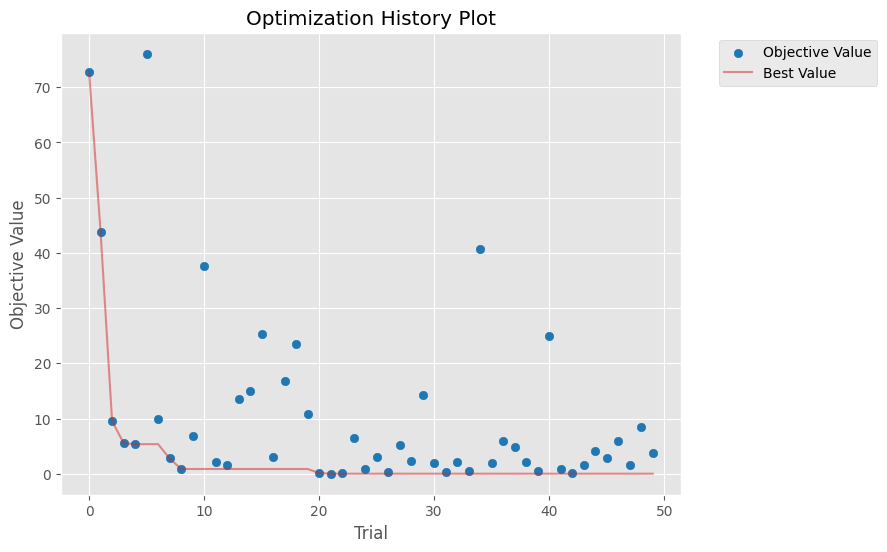 Optimization History Plot
Objective Value
Best Value
Objective Value
70
60
50
40
30
20
10
0
0 10 20 30 40 50
Trial